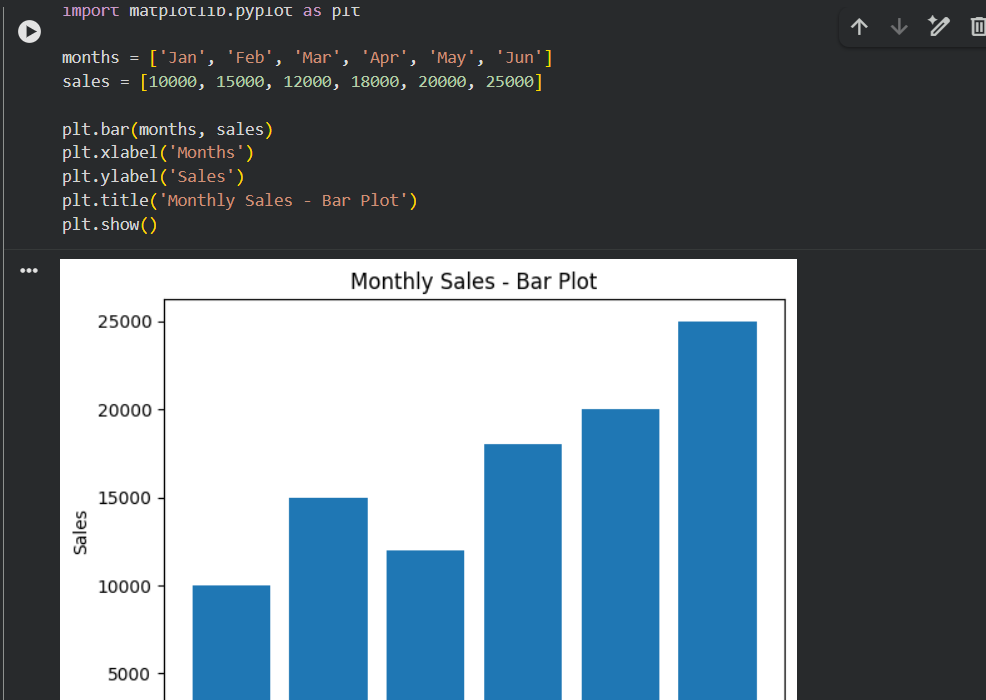 import matplotlib.pyplot as plt
months = ['Jan', 'Feb', 'Mar', 'Apr', 'May', 'Jun']
sales = [10000, 15000, 12000, 18000, 20000, 25000]
plt.bar(months, sales)
plt.xlabel('Months')
plt.ylabel('Sales')
plt.title('Monthly Sales - Bar Plot')
plt.show()
Monthly Sales - Bar Plot
25000
20000
15000
Sales
10000
5000